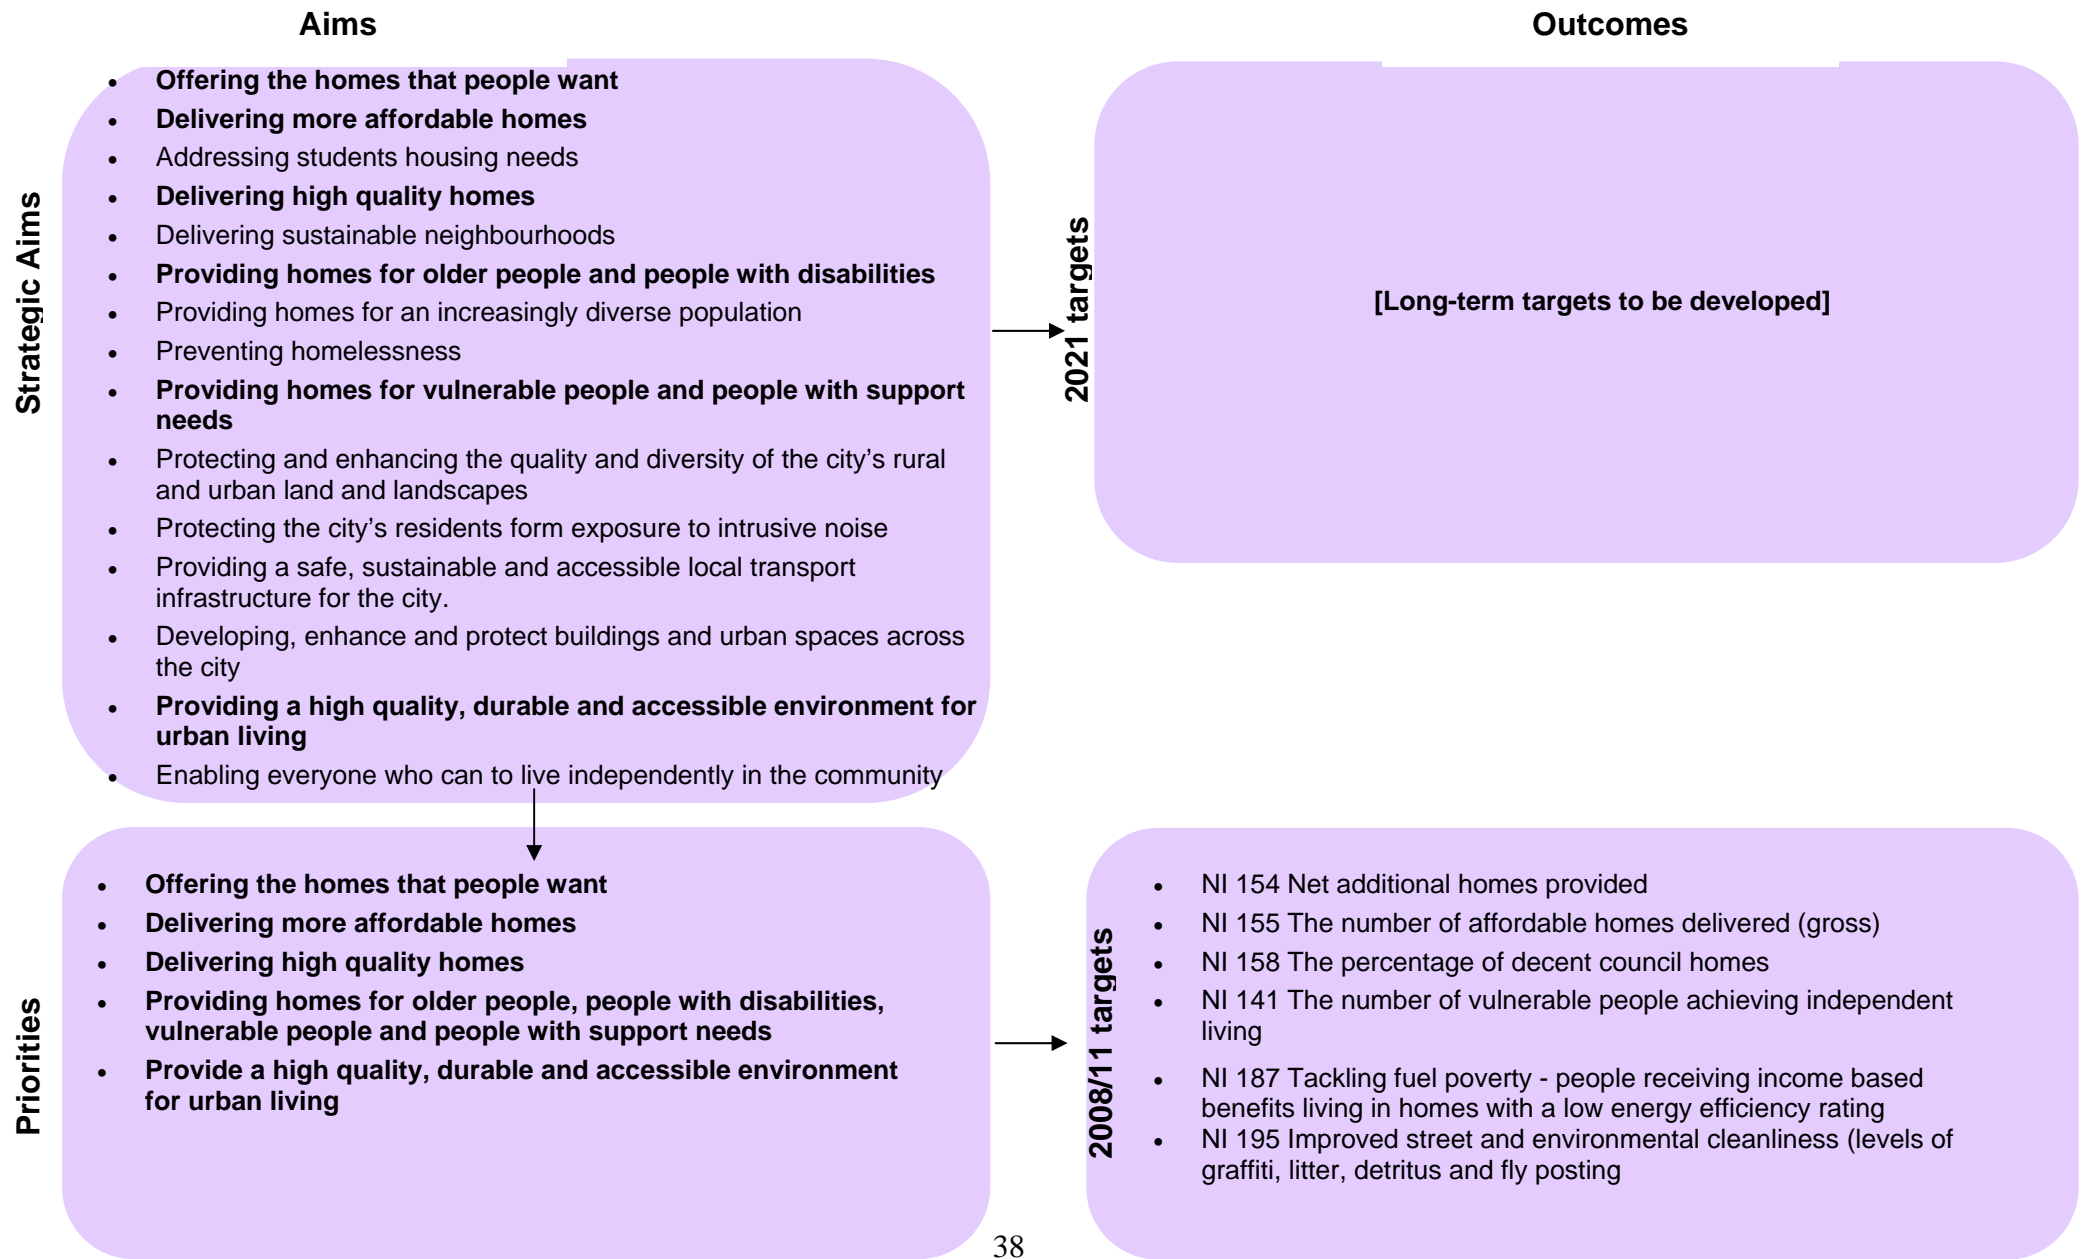 Aims
Outcomes
Strategic Aims
• Offering the homes that people want
• Delivering more affordable homes
• Addressing students housing needs
• Delivering high quality homes
• Delivering sustainable neighbourhoods
• Providing homes for older people and people with disabilities
• Providing homes for an increasingly diverse population
• Preventing homelessness
• Providing homes for vulnerable people and people with support
needs
• Protecting and enhancing the quality and diversity of the city's rural
and urban land and landscapes
• Protecting the city's residents form exposure to intrusive noise
• Providing a safe, sustainable and accessible local transport
infrastructure for the city.
• Developing, enhance and protect buildings and urban spaces across
the city
• Providing a high quality, durable and accessible environment for
urban living
• Enabling everyone who can to live independently in the community
2021 targets
[Long-term targets to be developed]
Priorities
• Offering the homes that people want
• Delivering more affordable homes
• Delivering high quality homes
• Providing homes for older people, people with disabilities,
vulnerable people and people with support needs
• Provide a high quality, durable and accessible environment
for urban living
2008/11 targets
• NI 154 Net additional homes provided
• NI 155 The number of affordable homes delivered (gross)
• NI 158 The percentage of decent council homes
• NI 141 The number of vulnerable people achieving independent
living
• NI 187 Tackling fuel poverty - people receiving income based
benefits living in homes with a low energy efficiency rating
• NI 195 Improved street and environmental cleanliness (levels of
graffiti, litter, detritus and fly posting
38